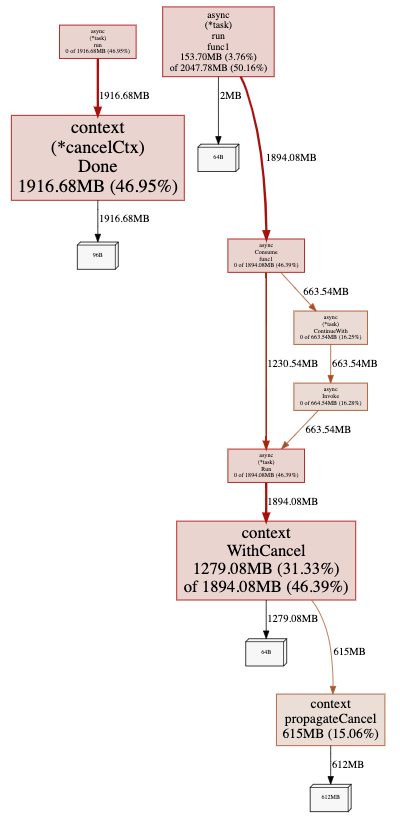 async
(*task)
run
0 of 1916.68MB (46.95%)
1916.68MB
context
(*cancelCtx)
Done
1916.68MB (46.95%)
1916.68MB
96B
async
(*task)
run
func1
153.70MB (3.76%)
of 2047.78MB (50.16%)
2MB
64B
1894.08MB
async
Consume
func1
0 of 1894.08MB (46.39%)
663.54MB
async
(*task)
ContinueWith
0 of 663.54MB (16.25%)
1230.54MB
663.54MB
async
Invoke
0 of 664.54MB (16.28%)
663.54MB
async
(*task)
Run
0 of 1894.08MB (46.39%)
1894.08MB
context
WithCancel
1279.08MB (31.33%)
of 1894.08MB (46.39%)
1279.08MB
64B
615MB
context
propagateCancel
615MB (15.06%)
612MB
612MB